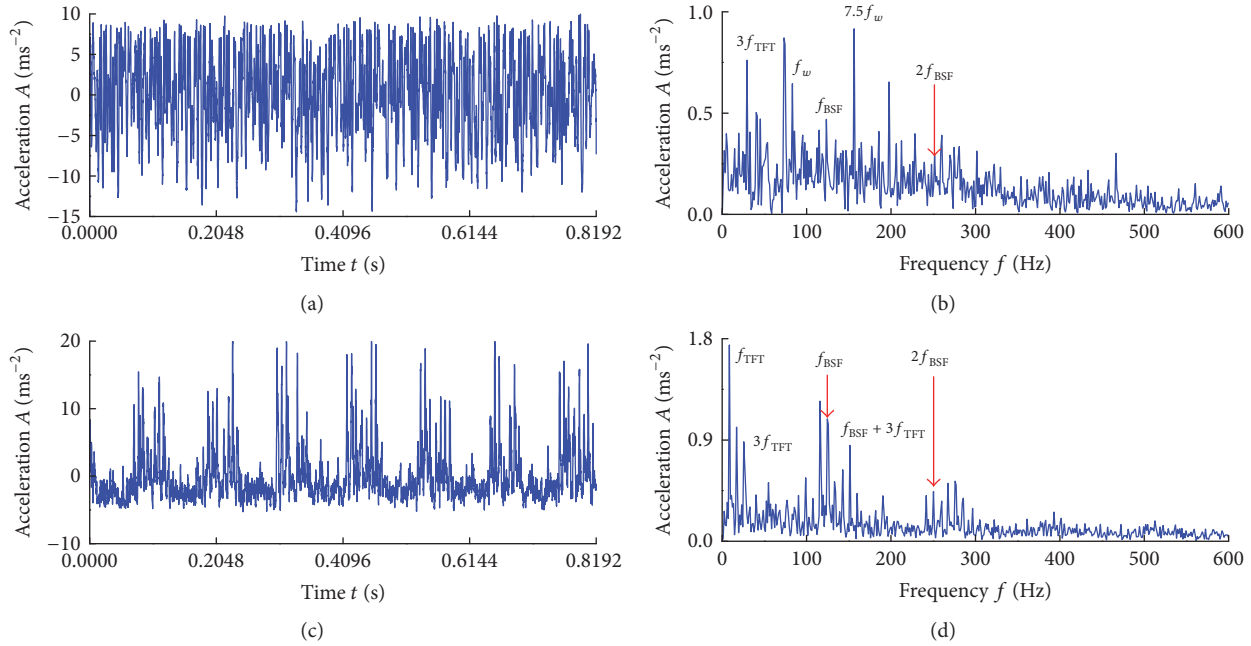 10
5
0
−5
−10
−15
Acceleration A (ms⁻²)
0.0000 0.2048 0.4096 0.6144 0.8192
Time t (s)
(a)
1.0
0.5
0.0
Acceleration A (ms⁻²)
3f_TFT
f_w
f_BSF
7.5f_w
2f_BSF
0 100 200 300 400 500 600
Frequency f (Hz)
(b)
20
10
0
−10
Acceleration A (ms⁻²)
0.0000 0.2048 0.4096 0.6144 0.8192
Time t (s)
(c)
1.8
0.9
0.0
Acceleration A (ms⁻²)
f_TFT
3f_TFT
f_BSF
f_BSF + 3f_TFT
2f_BSF
0 100 200 300 400 500 600
Frequency f (Hz)
(d)